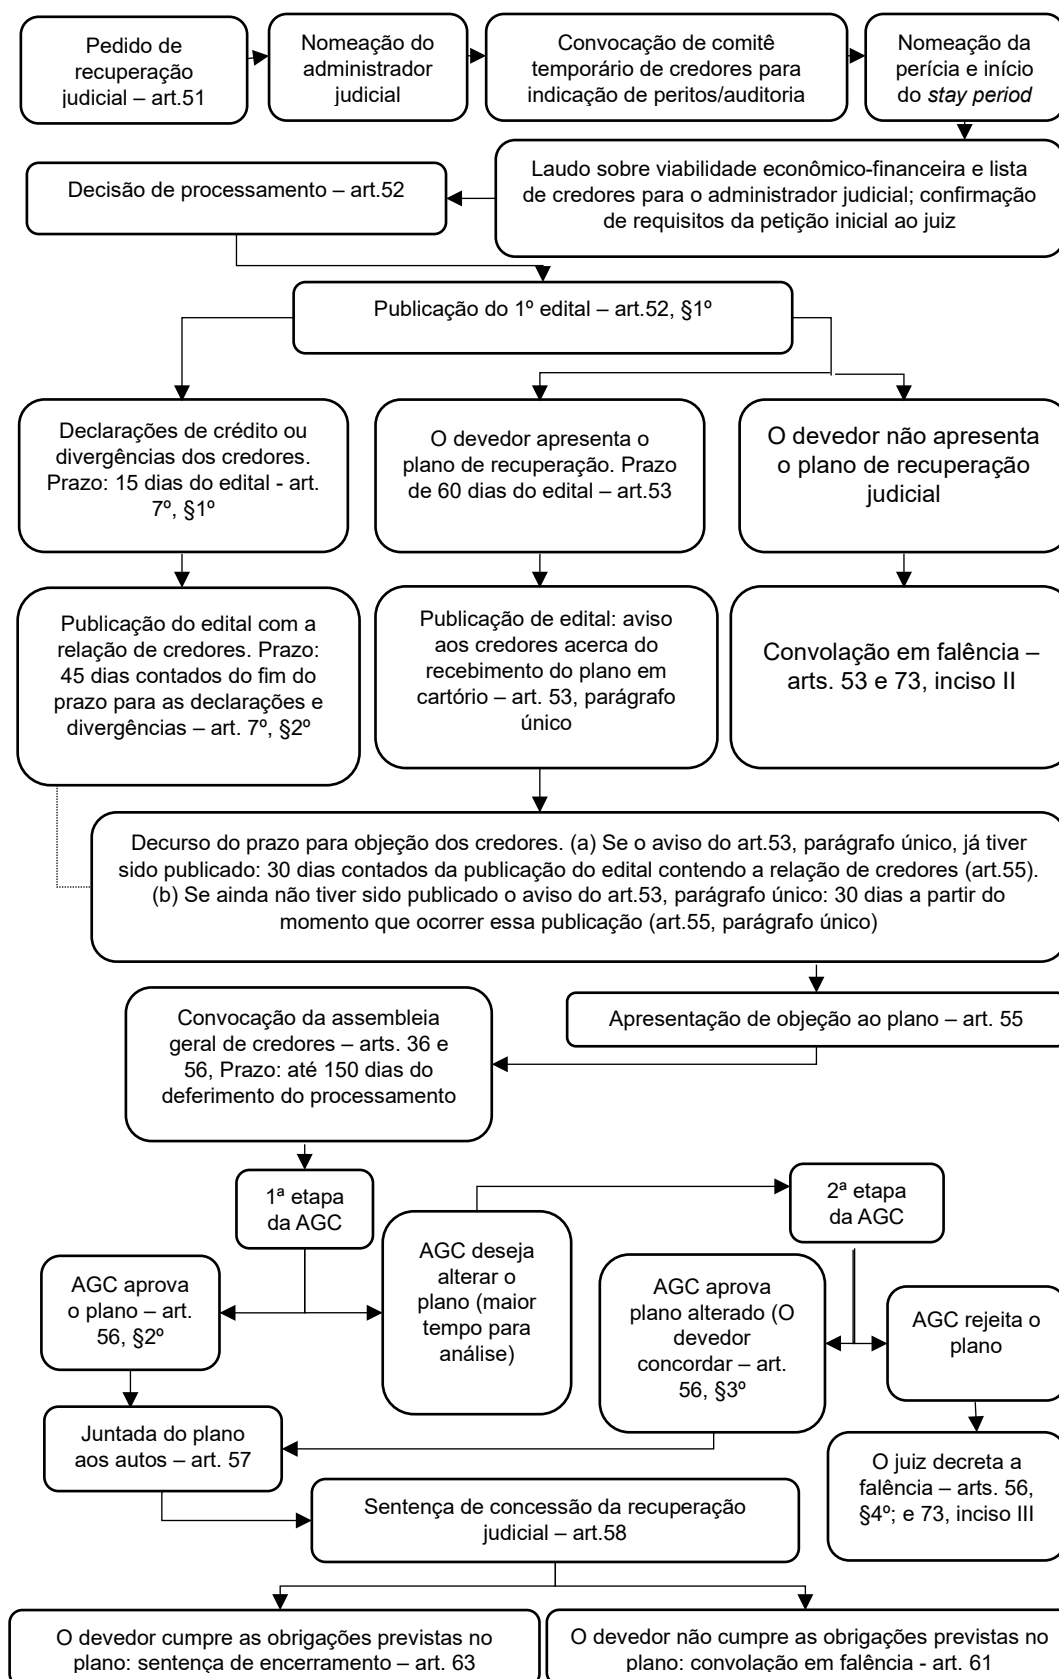 Pedido de
recuperação
judicial – art.51
Nomeação do
administrador
judicial
Convocação de comitê
temporário de credores para
indicação de peritos/auditoria
Nomeação da
perícia e início
do stay period
Laudo sobre viabilidade econômico-financeira e lista
de credores para o administrador judicial; confirmação
de requisitos da petição inicial ao juiz
Decisão de processamento – art.52
Publicação do 1º edital – art.52, §1º
Declarações de crédito ou
divergências dos credores.
Prazo: 15 dias do edital - art.
7º, §1º
O devedor apresenta o
plano de recuperação. Prazo
de 60 dias do edital – art.53
O devedor não apresenta
o plano de recuperação
judicial
Publicação do edital com a
relação de credores. Prazo:
45 dias contados do fim do
prazo para as declarações e
divergências – art. 7º, §2º
Publicação de edital: aviso
aos credores acerca do
recebimento do plano em
cartório – art. 53, parágrafo
único
Convolação em falência –
arts. 53 e 73, inciso II
Decurso do prazo para objeção dos credores. (a) Se o aviso do art.53, parágrafo único, já tiver
sido publicado: 30 dias contados da publicação do edital contendo a relação de credores (art.55).
(b) Se ainda não tiver sido publicado o aviso do art.53, parágrafo único: 30 dias a partir do
momento que ocorrer essa publicação (art.55, parágrafo único)
Apresentação de objeção ao plano – art. 55
Convocação da assembleia
geral de credores – arts. 36 e
56, Prazo: até 150 dias do
deferimento do processamento
1ª etapa
da AGC
2ª etapa
da AGC
AGC aprova
o plano – art.
56, §2º
AGC deseja
alterar o
plano (maior
tempo para
análise)
AGC aprova
plano alterado (O
devedor
concordar – art.
56, §3º
AGC rejeita o
plano
Juntada do plano
aos autos – art. 57
O juiz decreta a
falência – arts. 56,
§4º; e 73, inciso III
Sentença de concessão da recuperação
judicial – art.58
O devedor cumpre as obrigações previstas no
plano: sentença de encerramento – art. 63
O devedor não cumpre as obrigações previstas no
plano: convolação em falência - art. 61